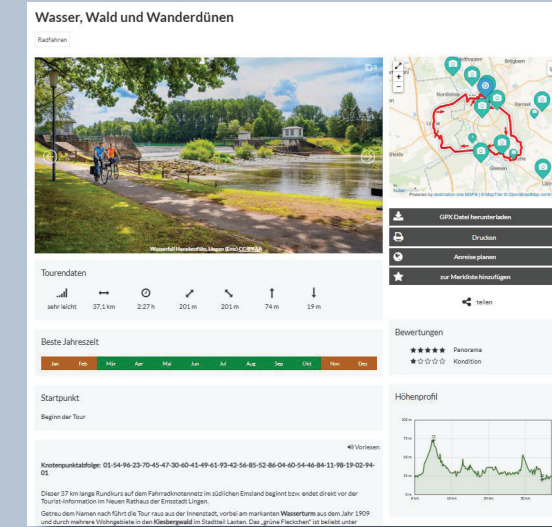 Wasser, Wald und Wanderdünen
Radfahren
Wasserfall Hanekenfähr, Lingen (Ems) CC-BY-SA
Brögbern
Nordlohne
Ramsel
Giesen
GPX Datei herunterladen
Drucken
Anreise planen
zur Merkliste hinzufügen
teilen
Tourendaten
sehr leicht 37,1 km 2:27 h 201 m 201 m 74 m 19 m
Bewertungen
Panorama
Kondition
Beste Jahreszeit
Jan Feb Mär Apr Mai Jun Jul Aug Sep Okt Nov Dez
Startpunkt
Beginn der Tour
Höhenprofil
Vorlesen
Knotenpunktabfolge: 01-54-96-23-70-45-47-30-60-41-49-61-93-42-56-85-52-86-04-60-54-46-84-11-98-19-02-94-
01
Dieser 37 km lange Rundkurs auf dem Fahrradknotennetz im südlichen Emsland beginnt bzw. endet direkt vor der
Tourist-Information im Neuen Rathaus der Emsstadt Lingen.
Getreu dem Namen nach führt die Tour raus aus der Innenstadt, vorbei am markanten Wasserturm aus dem Jahr 1909
und durch mehrere Wohngebiete in den Kiesbergwald im Stadtteil Laxten. Das „grüne Fleckchen" ist beliebt unter